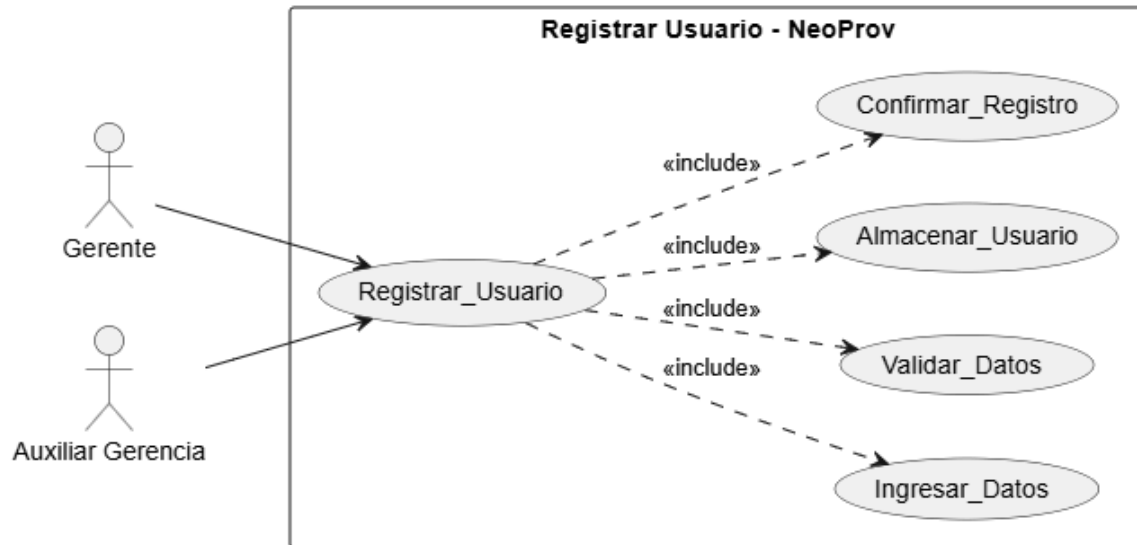 Registrar Usuario - NeoProv
Confirmar_Registro
«include»
Gerente
Almacenar_Usuario
«include»
Registrar_Usuario
«include»
Validar_Datos
«include»
Auxiliar Gerencia
Ingresar_Datos